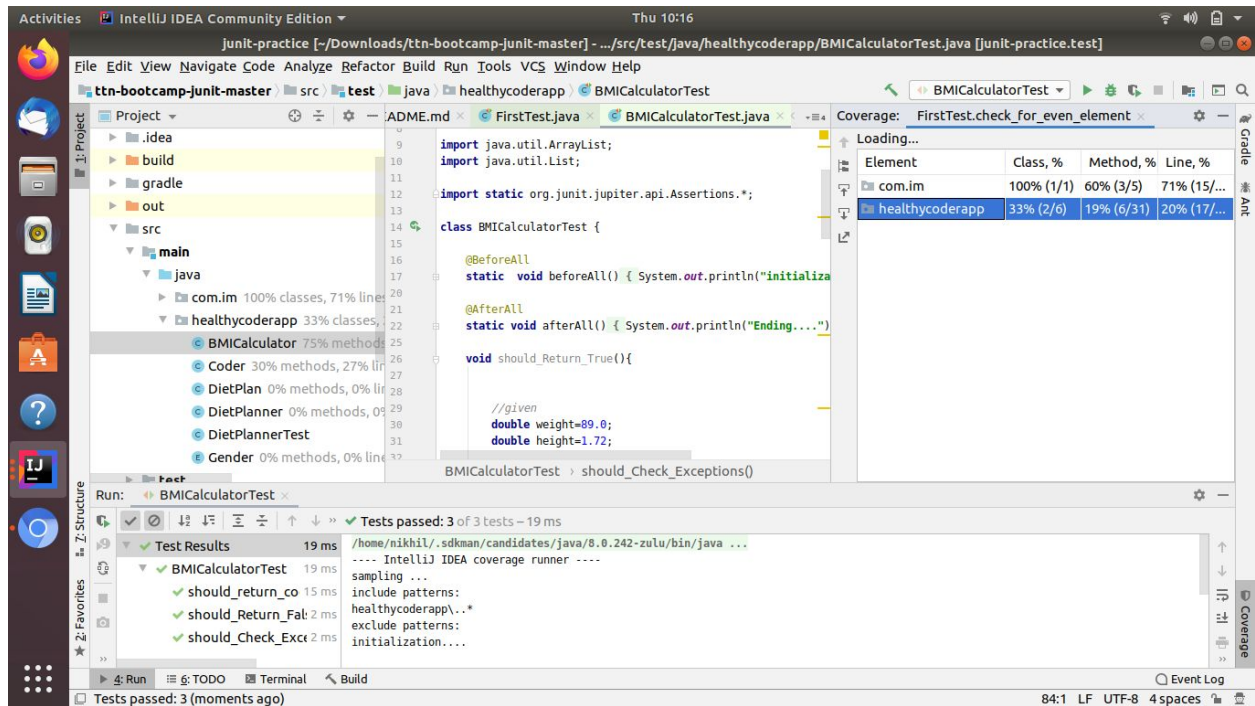 Activities IntelliJ IDEA Community Edition Thu 10:16
junit-practice [~/Downloads/ttn-bootcamp-junit-master] - .../src/test/java/healthycoderapp/BMICalculatorTest.java [junit-practice.test]
File Edit View Navigate Code Analyze Refactor Build Run Tools VCS Window Help
ttn-bootcamp-junit-master src test java healthycoderapp BMICalculatorTest BMICalculatorTest
1: Project
Project
.idea
build
gradle
out
src
main
java
com.im 100% classes, 71% lines
healthycoderapp 33% classes,
BMICalculator 75% methods
Coder 30% methods, 27% lin
DietPlan 0% methods, 0% lin
DietPlanner 0% methods, 0%
DietPlannerTest
Gender 0% methods, 0% line
test
ADME.md FirstTest.java BMICalculatorTest.java
9 import java.util.ArrayList;
10 import java.util.List;
11
12 import static org.junit.jupiter.api.Assertions.*;
13
14 class BMICalculatorTest {
15
16 @BeforeAll
17 static void beforeAll() { System.out.println("initializa
20
21 @AfterAll
22 static void afterAll() { System.out.println("Ending....")
25
26 void should_Return_True(){
27
28
29 //given
30 double weight=89.0;
31 double height=1.72;
32
BMICalculatorTest › should_Check_Exceptions()
Coverage: FirstTest.check_for_even_element
Loading...
Element Class, % Method, % Line, %
com.im 100% (1/1) 60% (3/5) 71% (15/...
healthycoderapp 33% (2/6) 19% (6/31) 20% (17/...
Gradle
Ant
Z: Structure
2: Favorites
Run: BMICalculatorTest
Tests passed: 3 of 3 tests – 19 ms
Test Results 19 ms
BMICalculatorTest 19 ms
should_return_co 15 ms
should_Return_Fal: 2 ms
should_Check_Exce 2 ms
/home/nikhil/.sdkman/candidates/java/8.0.242-zulu/bin/java ...
---- IntelliJ IDEA coverage runner ----
sampling ...
include patterns:
healthycoderapp\..*
exclude patterns:
initialization....
Coverage
4: Run 6: TODO Terminal Build Event Log
Tests passed: 3 (moments ago) 84:1 LF UTF-8 4 spaces